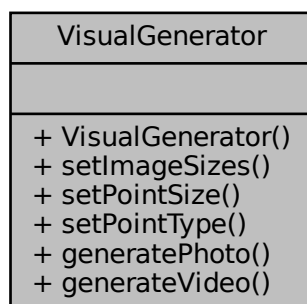 VisualGenerator
+ VisualGenerator()
+ setImageSizes()
+ setPointSize()
+ setPointType()
+ generatePhoto()
+ generateVideo()